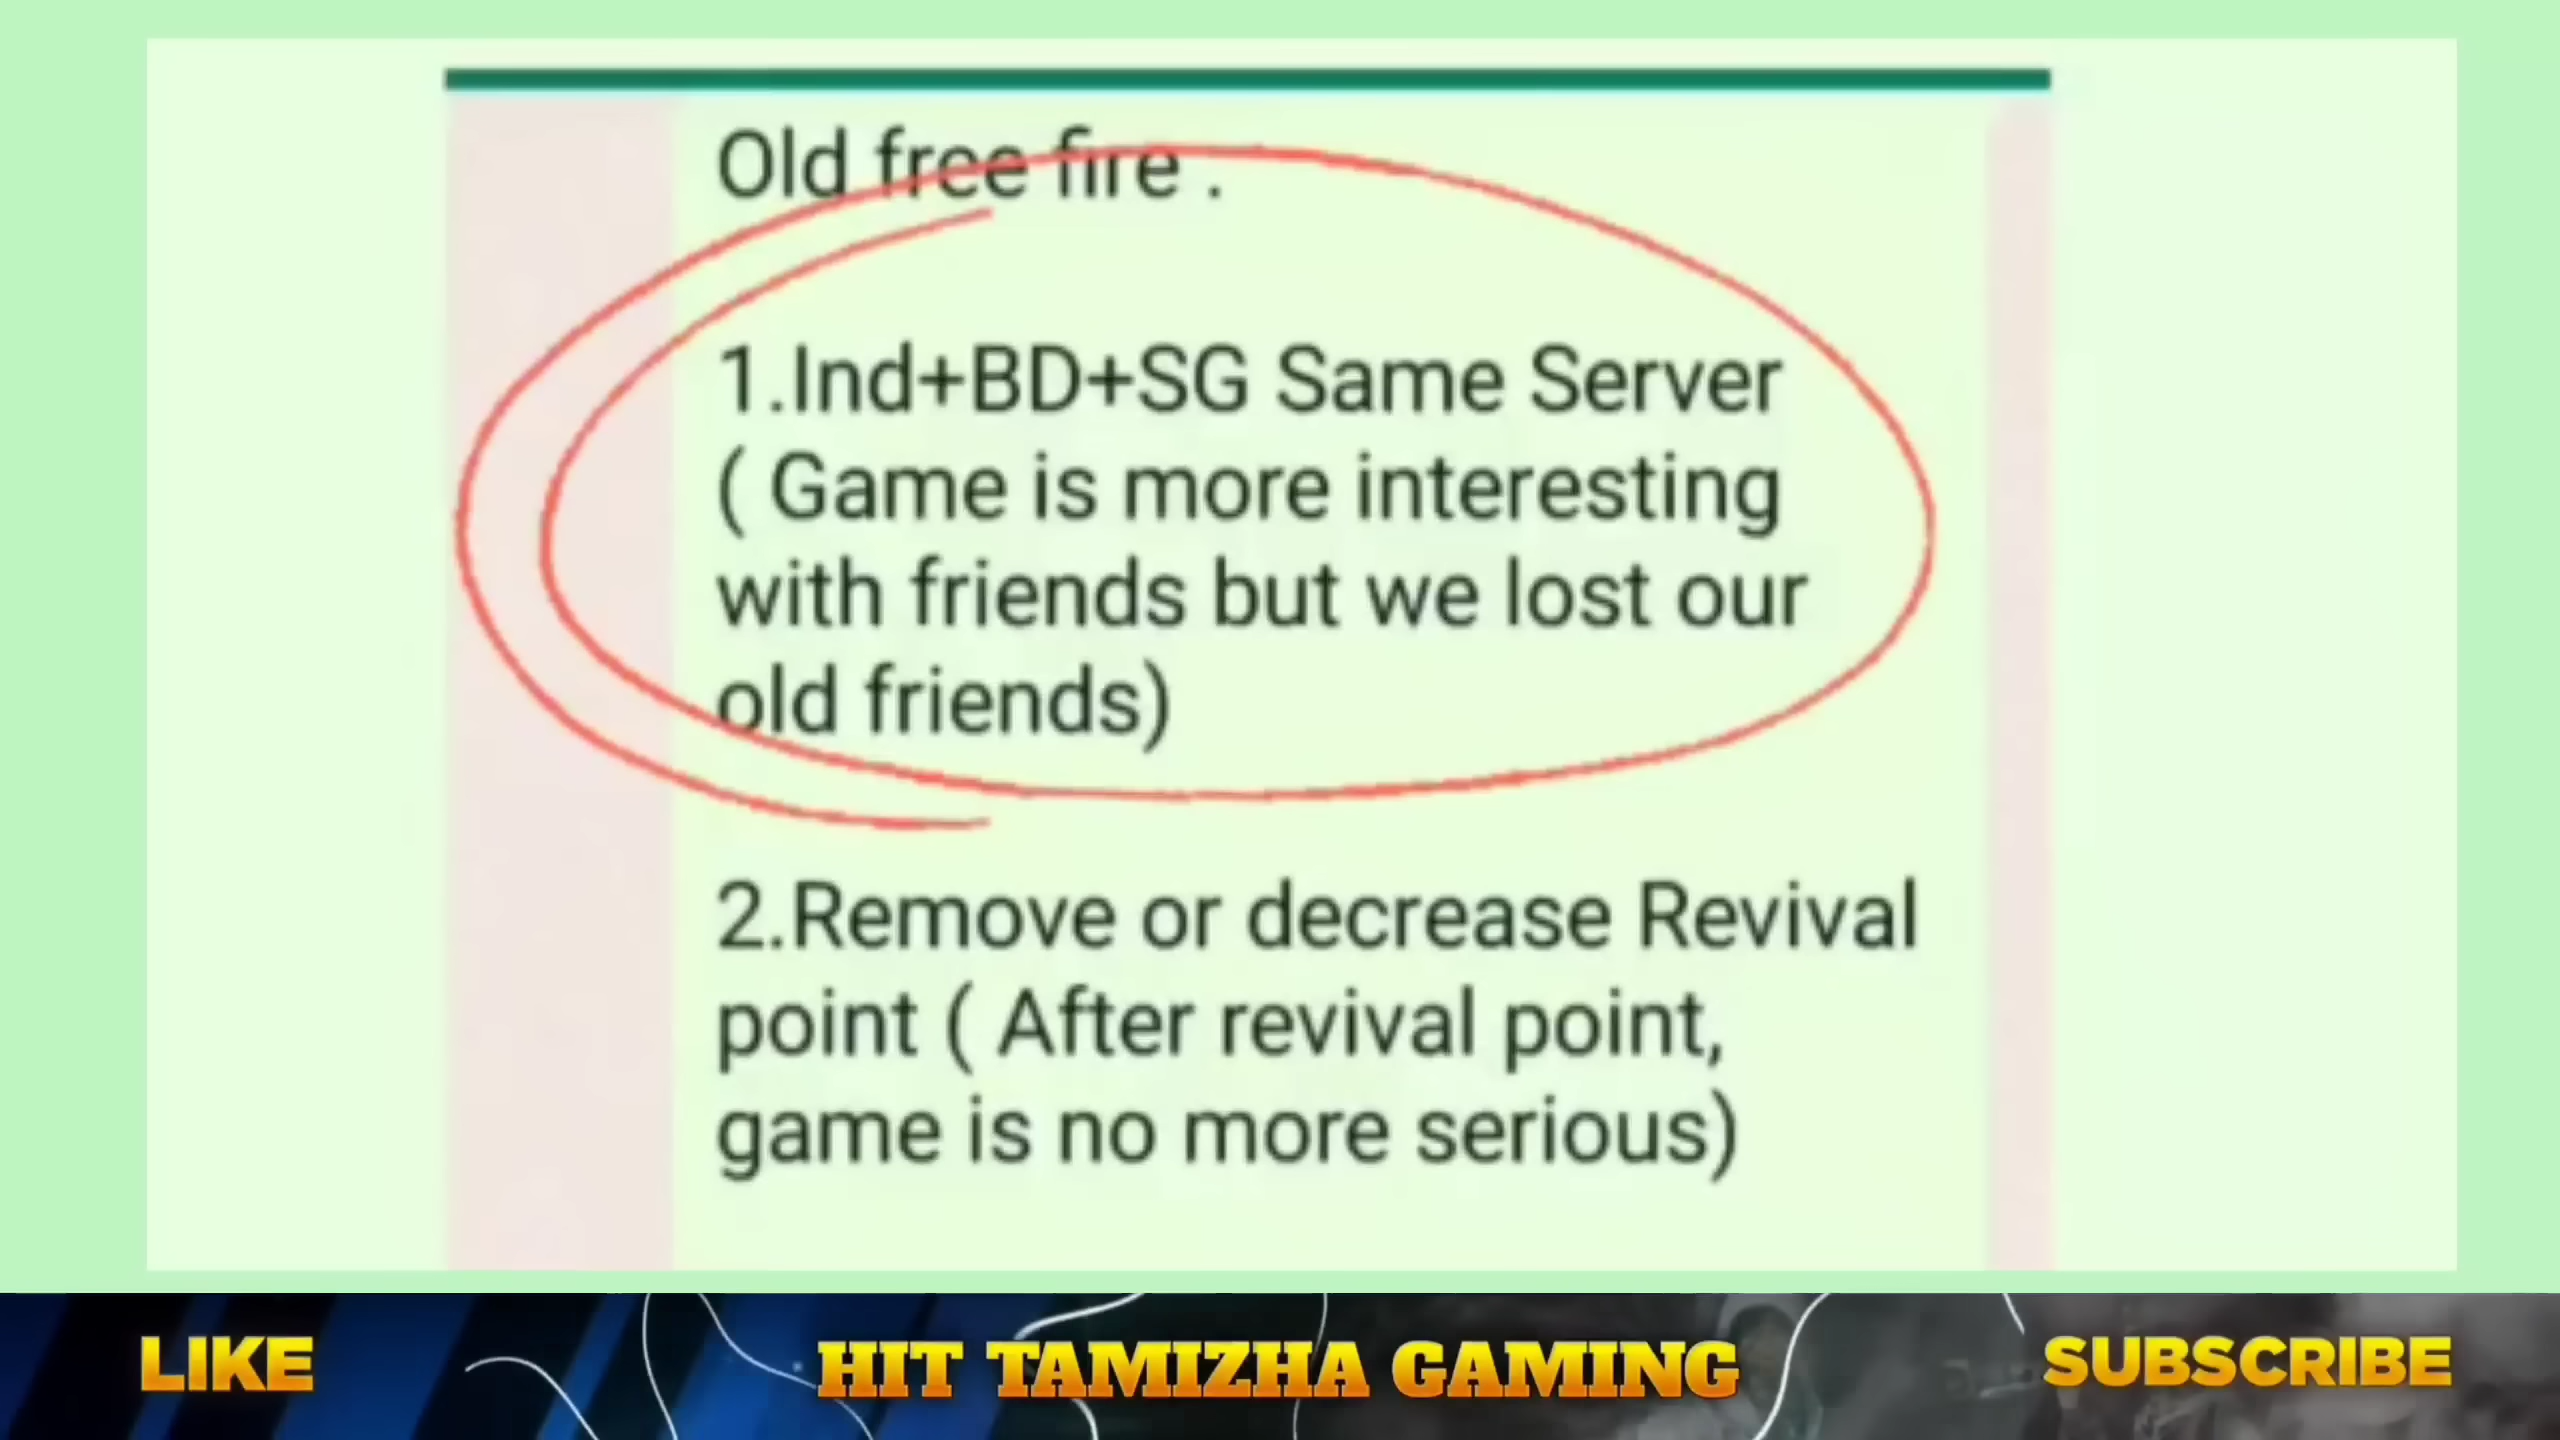 Old free fire .
1.Ind+BD+SG Same Server
( Game is more interesting
with friends but we lost our
old friends)
2.Remove or decrease Revival
point ( After revival point,
game is no more serious)
LIKE
HIT TAMIZHA GAMING
SUBSCRIBE